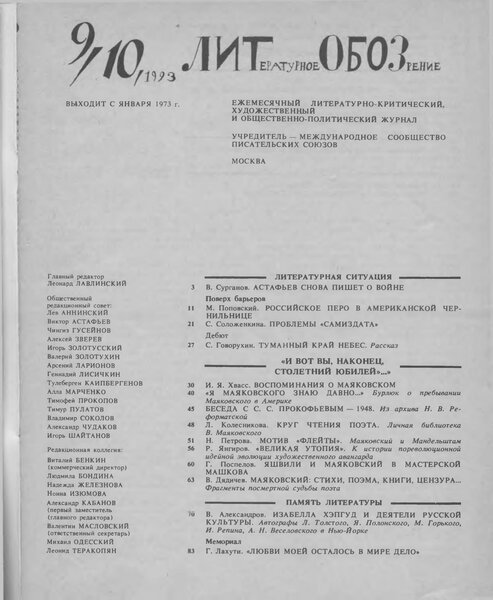 9/10/1993 ЛИТературное ОБОЗрение
ВЫХОДИТ С ЯНВАРЯ 1973 г.
ЕЖЕМЕСЯЧНЫЙ ЛИТЕРАТУРНО-КРИТИЧЕСКИЙ,
ХУДОЖЕСТВЕННЫЙ
И ОБЩЕСТВЕННО-ПОЛИТИЧЕСКИЙ ЖУРНАЛ
УЧРЕДИТЕЛЬ — МЕЖДУНАРОДНОЕ СООБЩЕСТВО
ПИСАТЕЛЬСКИХ СОЮЗОВ
МОСКВА
Главный редактор
Леонард ЛАВЛИНСКИЙ
Общественный
редакционный совет:
Лев АННИНСКИЙ
Виктор АСТАФЬЕВ
Чингиз ГУСЕЙНОВ
Алексей ЗВЕРЕВ
Игорь ЗОЛОТУССКИЙ
Валерий ЗОЛОТУХИН
Арсений ЛАРИОНОВ
Геннадий ЛИСИЧКИН
Тулеберген КАИПБЕРГЕНОВ
Алла МАРЧЕНКО
Тимофей ПРОКОПОВ
Тимур ПУЛАТОВ
Владимир СОКОЛОВ
Александр ЧУДАКОВ
Игорь ШАЙТАНОВ
Редакционная коллегия:
Виталий БЕНКИН
(коммерческий директор)
Людмила БОНДИНА
Надежда ЖЕЛЕЗНОВА
Нонна ИЗЮМОВА
Александр КАБАНОВ
(первый заместитель
главного редактора)
Валентин МАСЛОВСКИЙ
(ответственный секретарь)
Михаил ОДЕССКИЙ
Леонид ТЕРАКОПЯН
ЛИТЕРАТУРНАЯ СИТУАЦИЯ
3 В. Сурганов. АСТАФЬЕВ СНОВА ПИШЕТ О ВОЙНЕ
Поверх барьеров
11 М. Поповский. РОССИЙСКОЕ ПЕРО В АМЕРИКАНСКОЙ ЧЕР-
НИЛЬНИЦЕ
21 С. Соложенкина. ПРОБЛЕМЫ «САМИЗДАТА»
Дебют
27 С. Говорухин. ТУМАННЫЙ КРАЙ НЕБЕС. Рассказ
«И ВОТ ВЫ, НАКОНЕЦ,
СТОЛЕТНИЙ ЮБИЛЕЙ»...»
30 И. Я. Хвасс. ВОСПОМИНАНИЯ О МАЯКОВСКОМ
40 «Я МАЯКОВСКОГО ЗНАЮ ДАВНО...» Бурлюк о пребывании
Маяковского в Америке
45 БЕСЕДА С С. С. ПРОКОФЬЕВЫМ — 1948. Из архива Н. В. Ре-
форматской
48 Л. Колесникова. КРУГ ЧТЕНИЯ ПОЭТА. Личная библиотека
В. Маяковского
51 Н. Петрова. МОТИВ «ФЛЕЙТЫ». Маяковский и Мандельштам
56 Р. Янгиров. «ВЕЛИКАЯ УТОПИЯ». К истории пореволюционной
идейной эволюции художественного авангарда
60 Г. Поспелов. ЯШВИЛИ И МАЯКОВСКИЙ В МАСТЕРСКОЙ
МАШКОВА
63 В. Дядичев. МАЯКОВСКИЙ: СТИХИ, ПОЭМА, КНИГИ, ЦЕНЗУРА...
Фрагменты посмертной судьбы поэта
ПАМЯТЬ ЛИТЕРАТУРЫ
70 В. Александров. ИЗАБЕЛЛА ХЭПГУД И ДЕЯТЕЛИ РУССКОЙ
КУЛЬТУРЫ. Автографы Л. Толстого, Я. Полонского, М. Горького,
И. Репина, А. Н. Веселовского в Нью-Йорке
Мемориал
83 Г. Лахути. «ЛЮБВИ МОЕЙ ОСТАЛОСЬ В МИРЕ ДЕЛО»